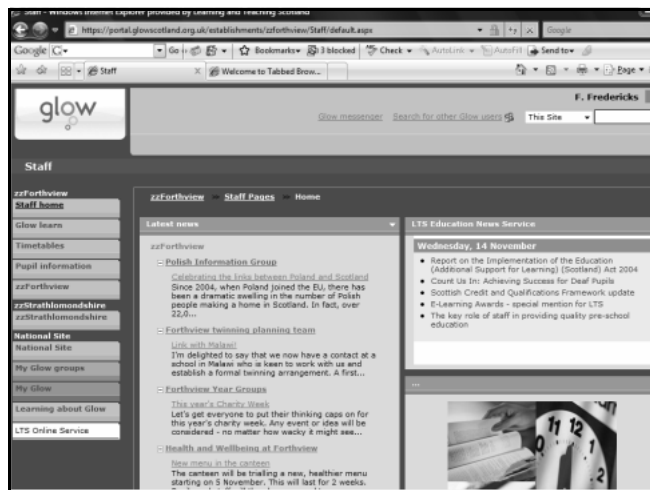 Staff - Windows Internet Explorer provided by Learning and Teaching Scotland
https://portal.glowscotland.org.uk/establishments/zzforthview/Staff/default.aspx
Google
Google G Go Bookmarks 3 blocked Check AutoLink AutoFill Send to
Staff
Welcome to Tabbed Brow...
Page
glow
F. Fredericks
Glow messenger Search for other Glow users This Site
Staff
zzForthview
Staff home
Glow learn
Timetables
Pupil information
zzForthview
zzStrathlomondshire
zzStrathlomondshire
National Site
National Site
My Glow groups
My Glow
Learning about Glow
LTS Online Service
zzForthview Staff Pages Home
Latest news
zzForthview
Polish Information Group
Celebrating the links between Poland and Scotland
Since 2004, when Poland joined the EU, there has
been a dramatic swelling in the number of Polish
people making a home in Scotland. In fact, over
22,0...
Forthview twinning planning team
Link with Malawi!
I'm delighted to say that we now have a contact at a
school in Malawi who is keen to work with us and
establish a formal twinning arrangement. A first...
Forthview Year Groups
This year's Charity Week
Let's get everyone to put their thinking caps on for
this year's charity week. Any event or idea will be
considered - no matter how wacky it might see...
Health and Wellbeing at Forthview
New menu in the canteen
The canteen will be trialing a new, healthier menu
starting on 5 November. This will last for 2 weeks.
LTS Education News Service
Wednesday, 14 November
Report on the Implementation of the Education
(Additional Support for Learning) (Scotland) Act 2004
Count Us In: Achieving Success for Deaf Pupils
Scottish Credit and Qualifications Framework update
E-Learning Awards - special mention for LTS
The key role of staff in providing quality pre-school
education
...
11 12 1
2
3
4